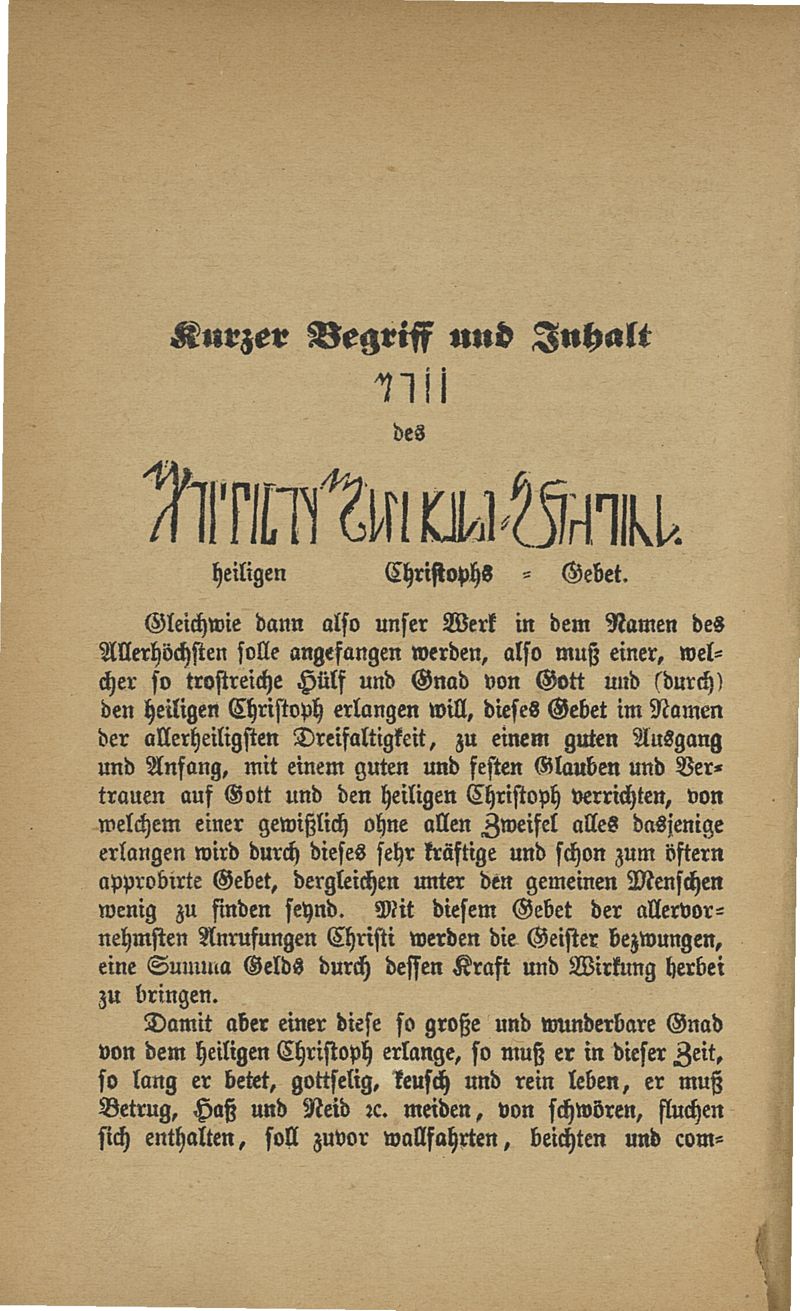 Kurzer Begriff und Inhalt
des
heiligen Christophs = Gebet.
Gleichwie dann also unser Werk in dem Namen des
Allerhöchsten solle angefangen werden, also muß einer, wel=
cher so trostreiche Hülf und Gnad von Gott und (durch)
den heiligen Christoph erlangen will, dieses Gebet im Namen
der allerheiligsten Dreifaltigkeit, zu einem guten Ausgang
und Anfang, mit einem guten und festen Glauben und Ver=
trauen auf Gott und den heiligen Christoph verrichten, von
welchem einer gewißlich ohne allen Zweifel alles dasjenige
erlangen wird durch dieses sehr kräftige und schon zum öftern
approbirte Gebet, dergleichen unter den gemeinen Menschen
wenig zu finden seynd. Mit diesem Gebet der allervor=
nehmsten Anrufungen Christi werden die Geister bezwungen,
eine Summa Gelds durch dessen Kraft und Wirkung herbei
zu bringen.
Damit aber einer diese so große und wunderbare Gnad
von dem heiligen Christoph erlange, so muß er in dieser Zeit,
so lang er betet, gottselig, keusch und rein leben, er muß
Betrug, Haß und Neid ꝛc. meiden, von schwören, fluchen
sich enthalten, soll zuvor wallfahrten, beichten und com=